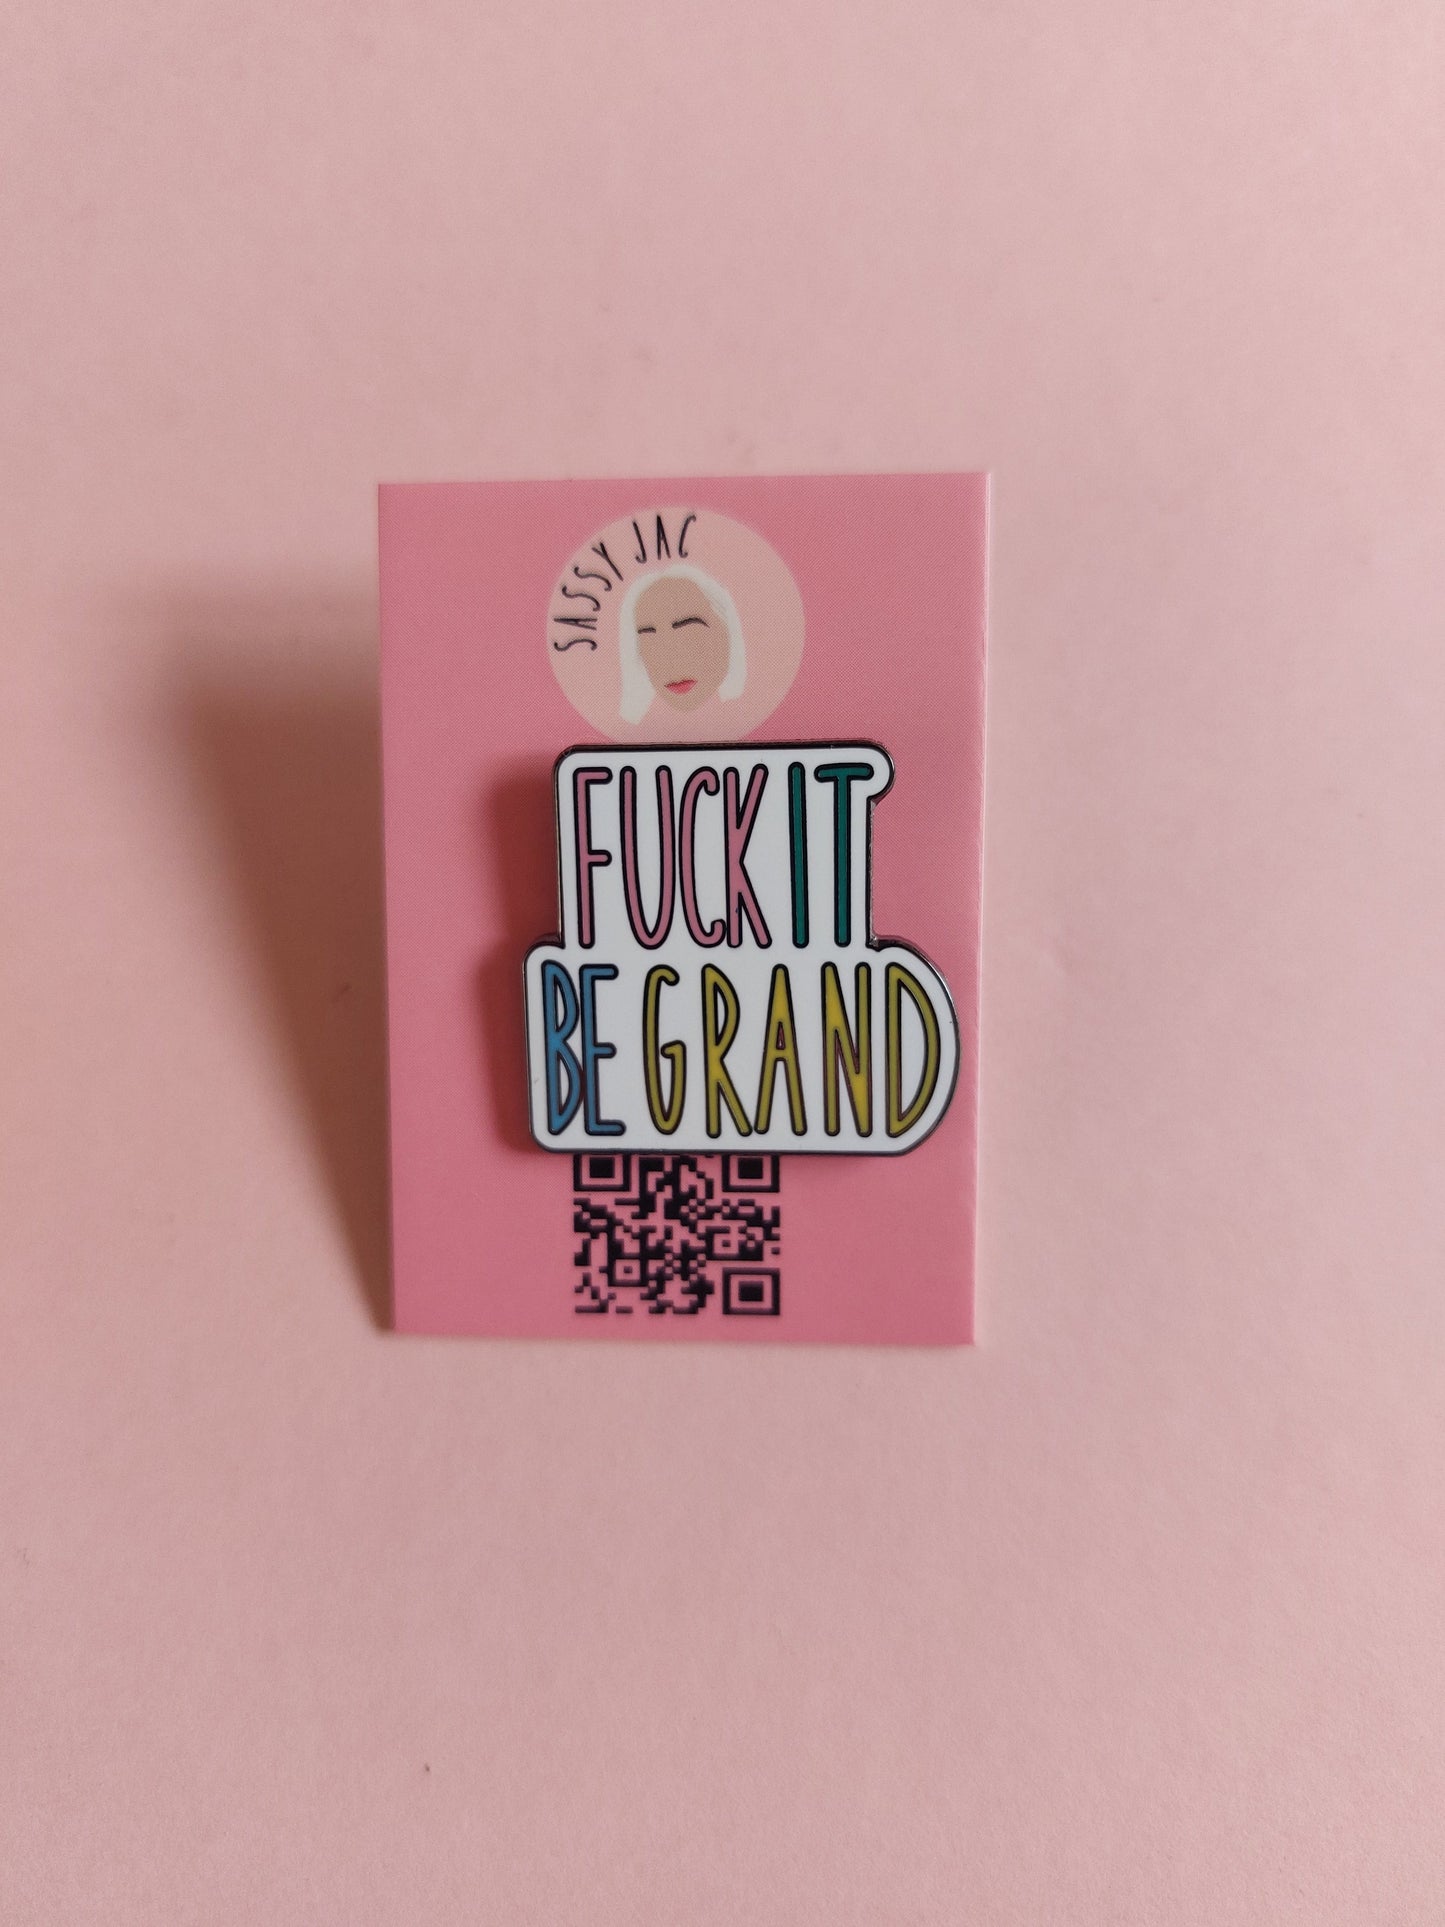 SASSY JAC
FUCK IT
BE GRAND